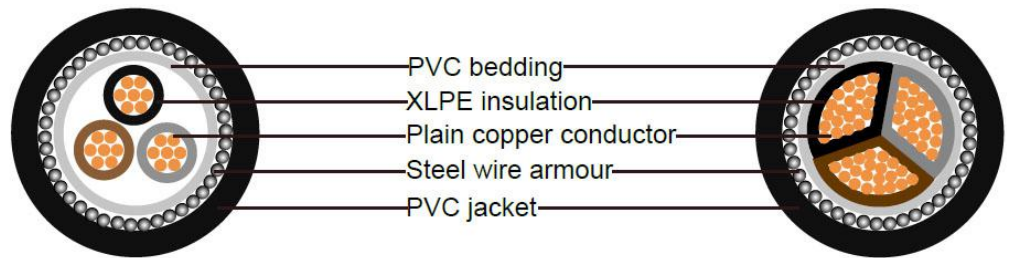 PVC bedding
XLPE insulation
Plain copper conductor
Steel wire armour
PVC jacket